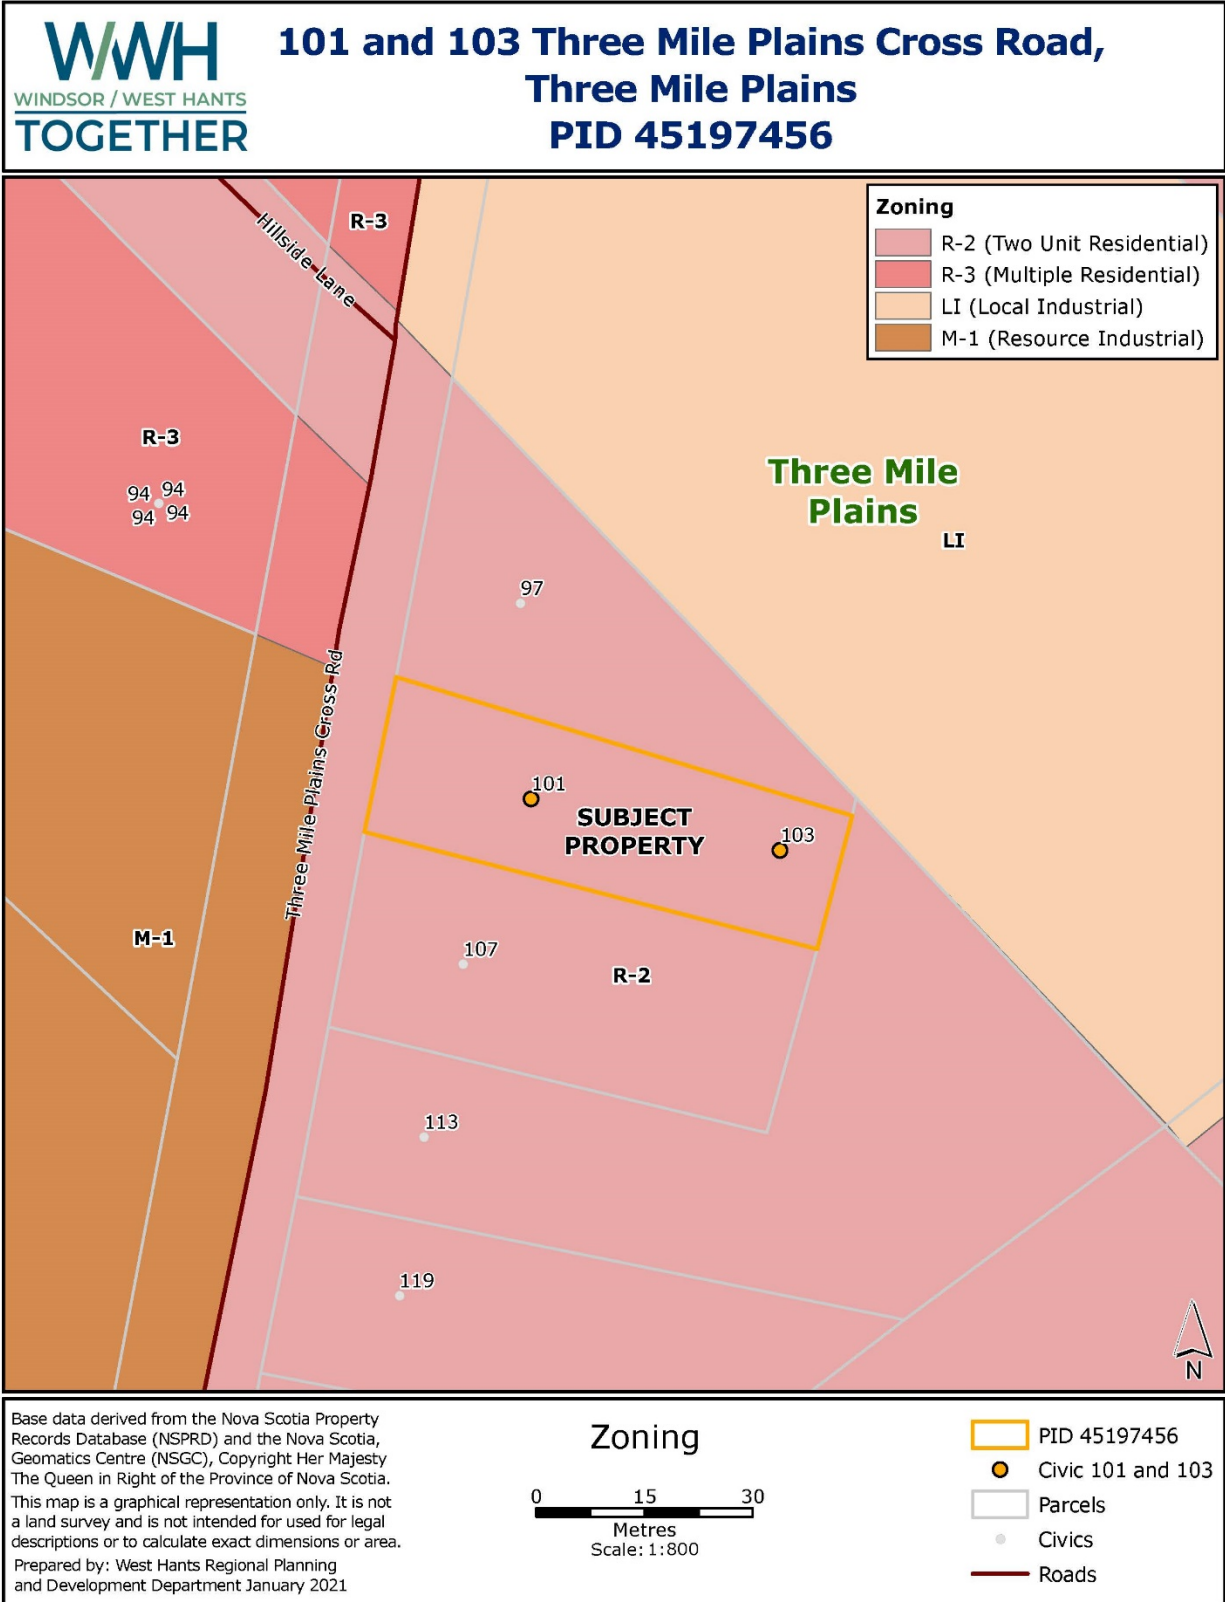 WWH
WINDSOR / WEST HANTS
TOGETHER
101 and 103 Three Mile Plains Cross Road,
Three Mile Plains
PID 45197456
Zoning
R-2 (Two Unit Residential)
R-3 (Multiple Residential)
LI (Local Industrial)
M-1 (Resource Industrial)
R-3
Hillside Lane
R-3
94 94
94 94
Three Mile
Plains
LI
97
Three Mile Plains Cross Rd
101
SUBJECT
PROPERTY
103
M-1
107
R-2
113
119
N
Base data derived from the Nova Scotia Property
Records Database (NSPRD) and the Nova Scotia,
Geomatics Centre (NSGC), Copyright Her Majesty
The Queen in Right of the Province of Nova Scotia.
This map is a graphical representation only. It is not
a land survey and is not intended for used for legal
descriptions or to calculate exact dimensions or area.
Prepared by: West Hants Regional Planning
and Development Department January 2021
Zoning
0 15 30
Metres
Scale: 1:800
PID 45197456
Civic 101 and 103
Parcels
Civics
Roads